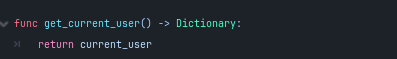 func get_current_user() -> Dictionary:
return current_user